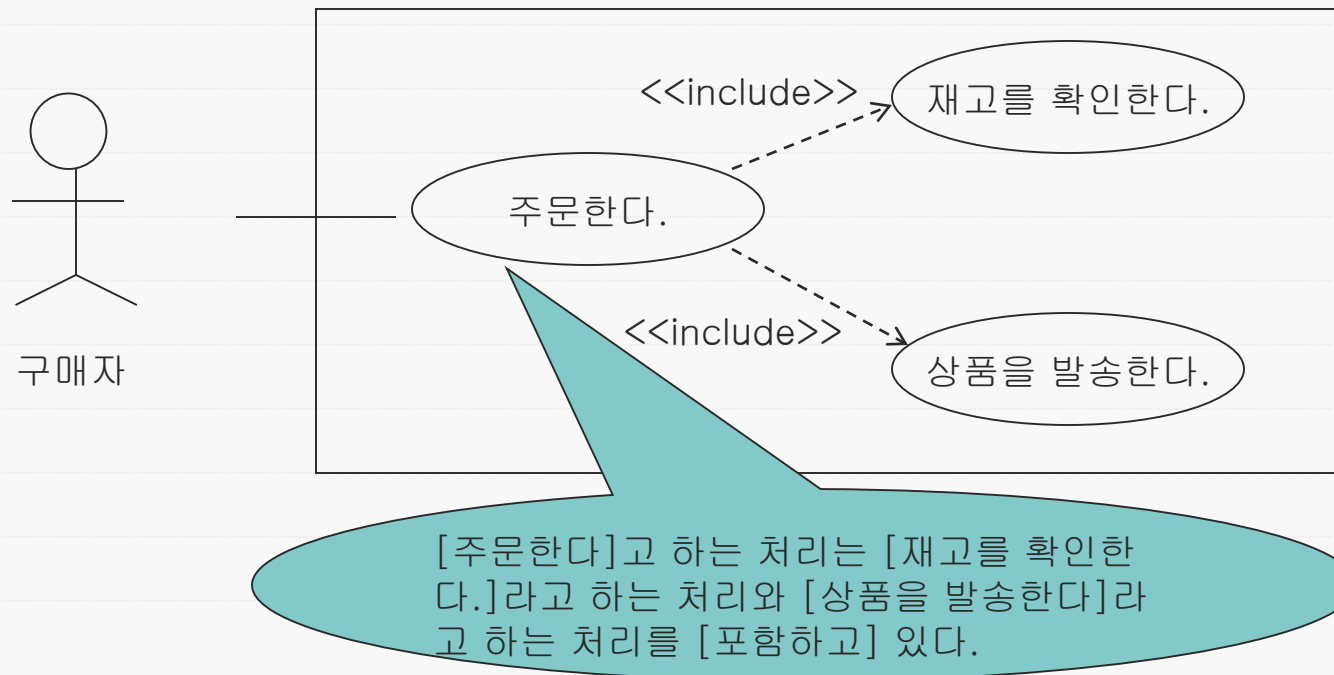 <<include>>
재고를 확인한다.
주문한다.
<<include>>
구매자
상품을 발송한다.
[주문한다]고 하는 처리는 [재고를 확인한
다.]라고 하는 처리와 [상품을 발송한다]라
고 하는 처리를 [포함하고] 있다.